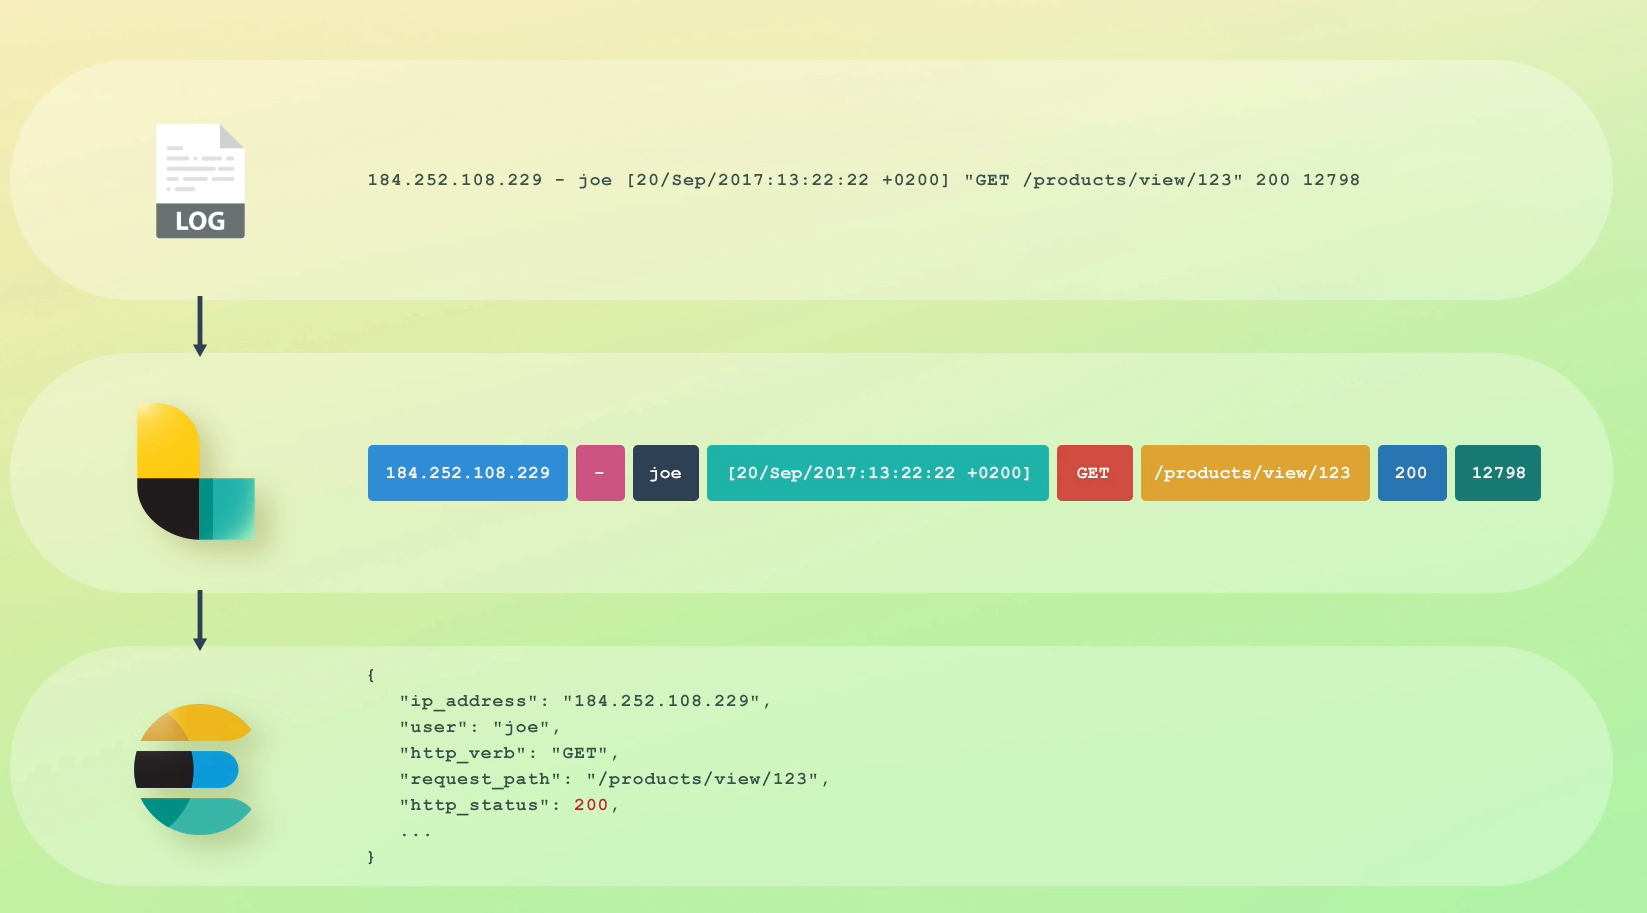 LOG
184.252.108.229 - joe [20/Sep/2017:13:22:22 +0200] "GET /products/view/123" 200 12798
184.252.108.229 - joe [20/Sep/2017:13:22:22 +0200] GET /products/view/123 200 12798
{
"ip_address": "184.252.108.229",
"user": "joe",
"http_verb": "GET",
"request_path": "/products/view/123",
"http_status": 200,
...
}